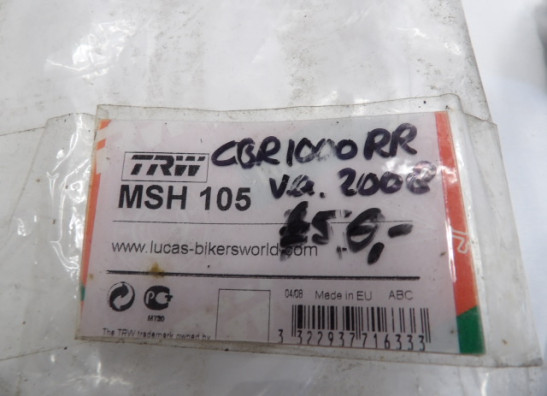 CBR1000RR
TRW
va. 2008
MSH 105
www.lucas-bikersworld.com
04/08 Made in EU ABC
The TRW trademark owned by
3 322937 716333